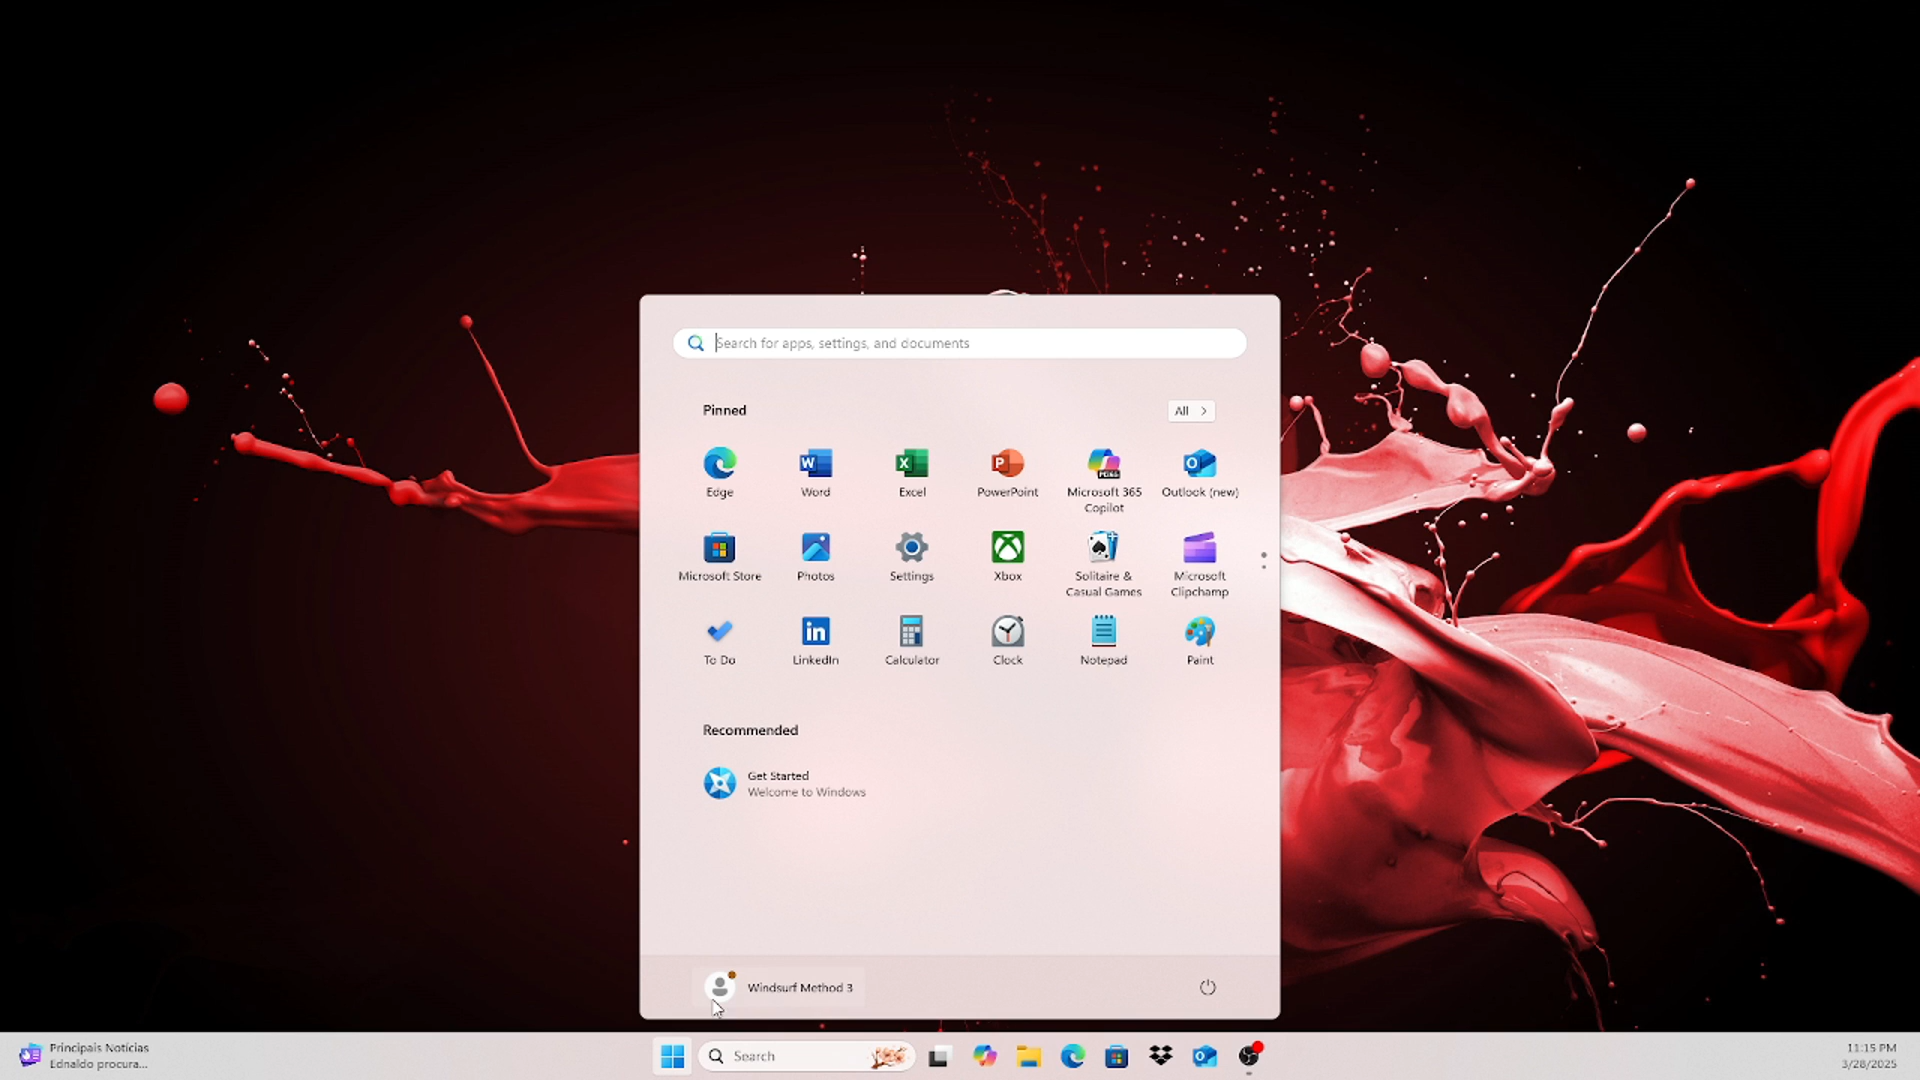 Search for apps, settings, and documents
Pinned
All
Edge
Word
Excel
PowerPoint
Microsoft 365
Copilot
Outlook (new)
Microsoft Store
Photos
Settings
Xbox
Solitaire &
Casual Games
Microsoft
Clipchamp
To Do
LinkedIn
Calculator
Clock
Notepad
Paint
Recommended
Get Started
Welcome to Windows
Windsurf Method 3
Principais Notícias
Ednaldo procura...
Search
11:15 PM
3/28/2025